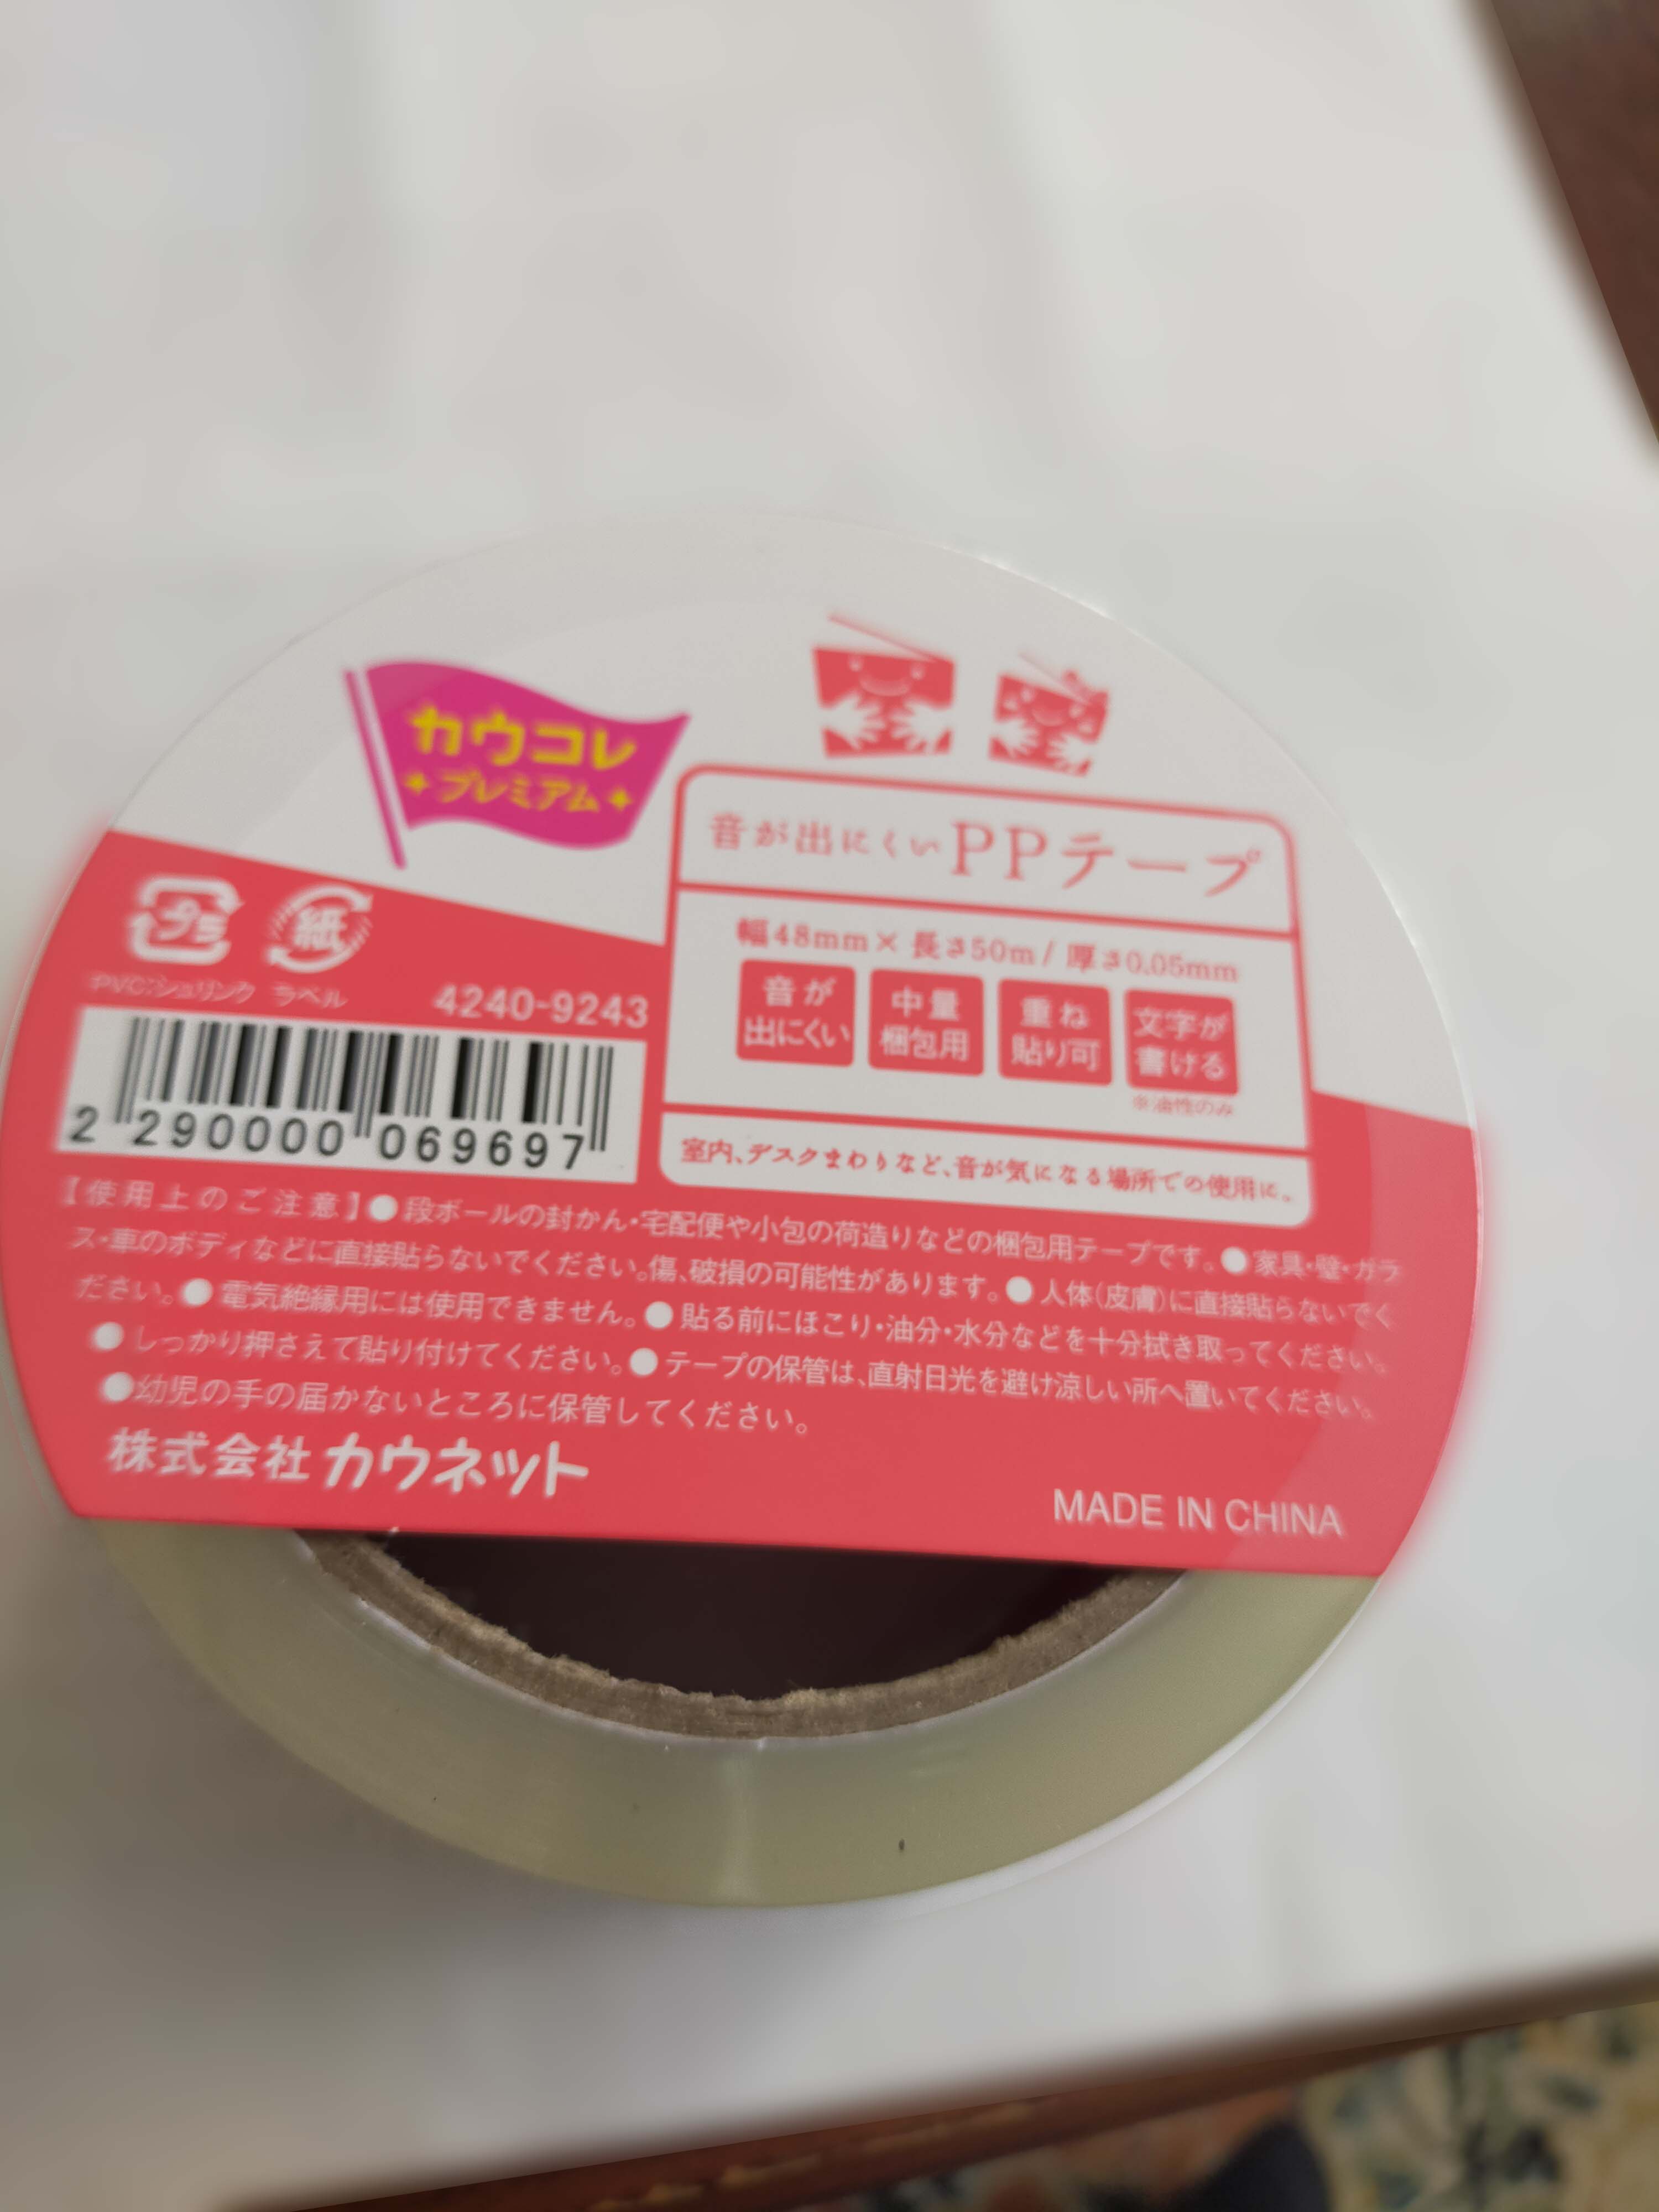 カウコレ
プレミアム
音が出にくいPPテープ
幅48mm×長さ50m/厚さ0.05mm
音が
出にくい
中量
梱包用
重ね
貼り可
文字が
書ける
※油性のみ
室内、デスクまわりなど、音が気になる場所での使用に。
プラ
紙
PVC:シュリンク ラベル
4240-9243
2 290000 069697
【使用上のご注意】●段ボールの封かん・宅配便や小包の荷造りなどの梱包用テープです。●家具・壁・ガラ
ス・車のボディなどに直接貼らないでください。傷、破損の可能性があります。●人体(皮膚)に直接貼らないでく
ださい。●電気絶縁用には使用できません。●貼る前にほこり・油分・水分などを十分拭き取ってください。
●しっかり押さえて貼り付けてください。●テープの保管は、直射日光を避け涼しい所へ置いてください。
●幼児の手の届かないところに保管してください。
株式会社カウネット
MADE IN CHINA